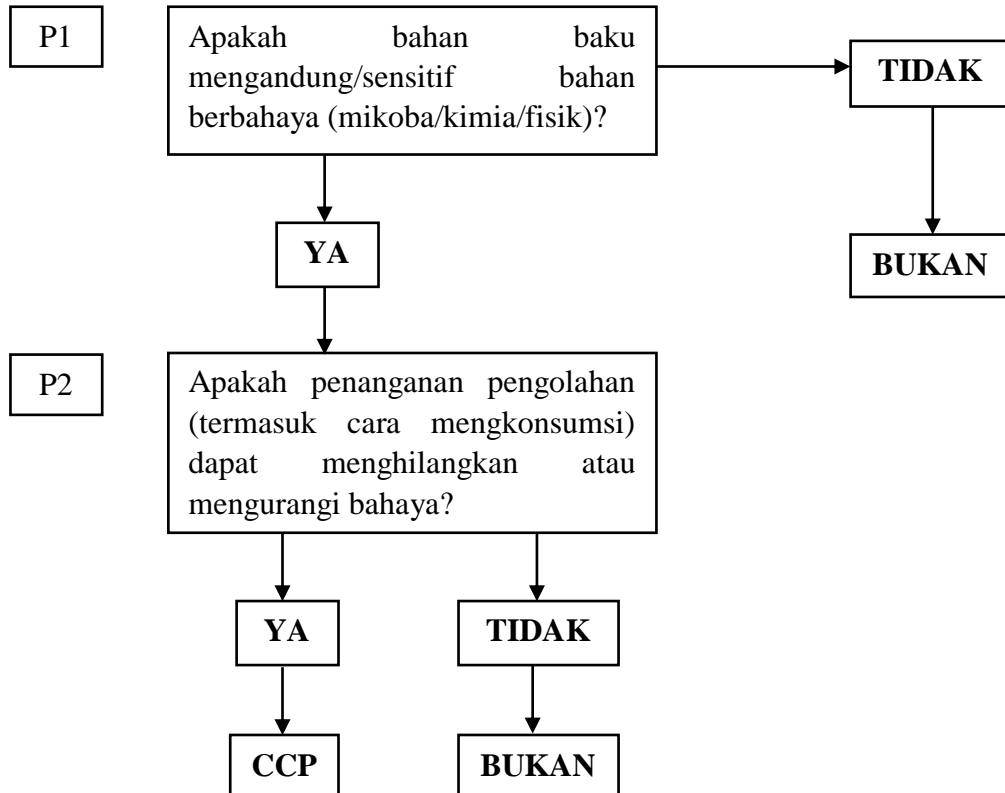 P1
Apakah bahan baku
mengandung/sensitif bahan
berbahaya (mikoba/kimia/fisik)?
TIDAK
YA
BUKAN
P2
Apakah penanganan pengolahan
(termasuk cara mengkonsumsi)
dapat menghilangkan atau
mengurangi bahaya?
YA
TIDAK
CCP
BUKAN